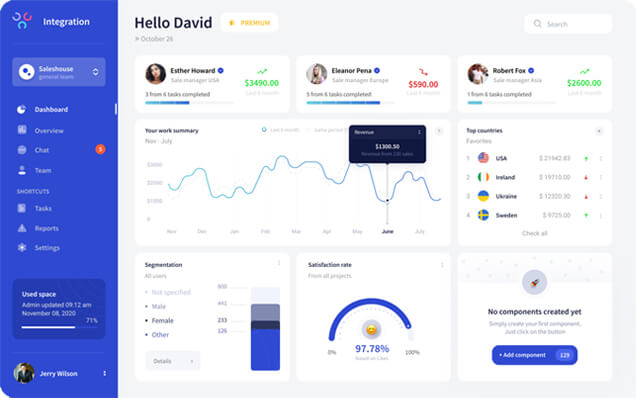 Integration
Saleshouse
general team
Dashboard
Overview
Chat
5
Team
SHORTCUTS
Tasks
Reports
Settings
Used space
Admin updated 09:12 am
November 08, 2020
71%
Jerry Wilson
Hello David
PREMIUM
October 26
Esther Howard
Sale manager USA
$3490.00
Last 6 month
3 from 6 tasks completed
Eleanor Pena
Sale manager Europe
$590.00
Last 6 month
5 from 6 tasks completed
Robert Fox
Sale manager Asia
$2600.00
Last 6 month
1 from 6 tasks completed
Search
Your work summary
Nov - July
Last 6 month
Same period
Revenue
$1300.50
Revenue from 130 sales
$3000
$2000
$1000
0
Nov Dec Jan Feb Mar Apr May June July
Top countries
Favorites
1 USA $ 21942.83
2 Ireland $ 19710.00
3 Ukraine $ 12320.30
4 Sweden $ 9725.00
Check all
Segmentation
All users
Not specified 800
Male 441
Female 233
Other 126
Details
Satisfaction rate
From all projects
0%
97.78%
100%
Based on Likes
No components created yet
Simply create your first component.
Just click on the button
+ Add component 129